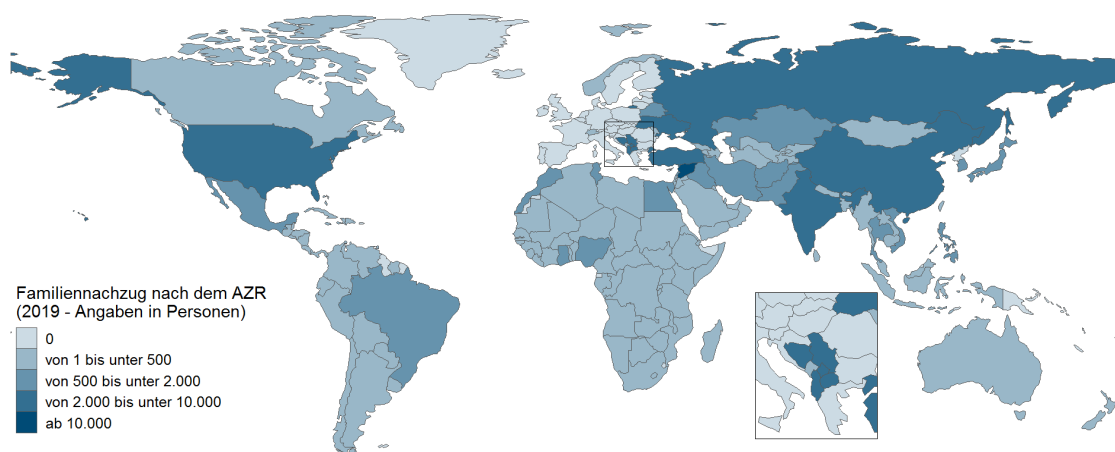 Familiennachzug nach dem AZR
(2019 - Angaben in Personen)
0
von 1 bis unter 500
von 500 bis unter 2.000
von 2.000 bis unter 10.000
ab 10.000